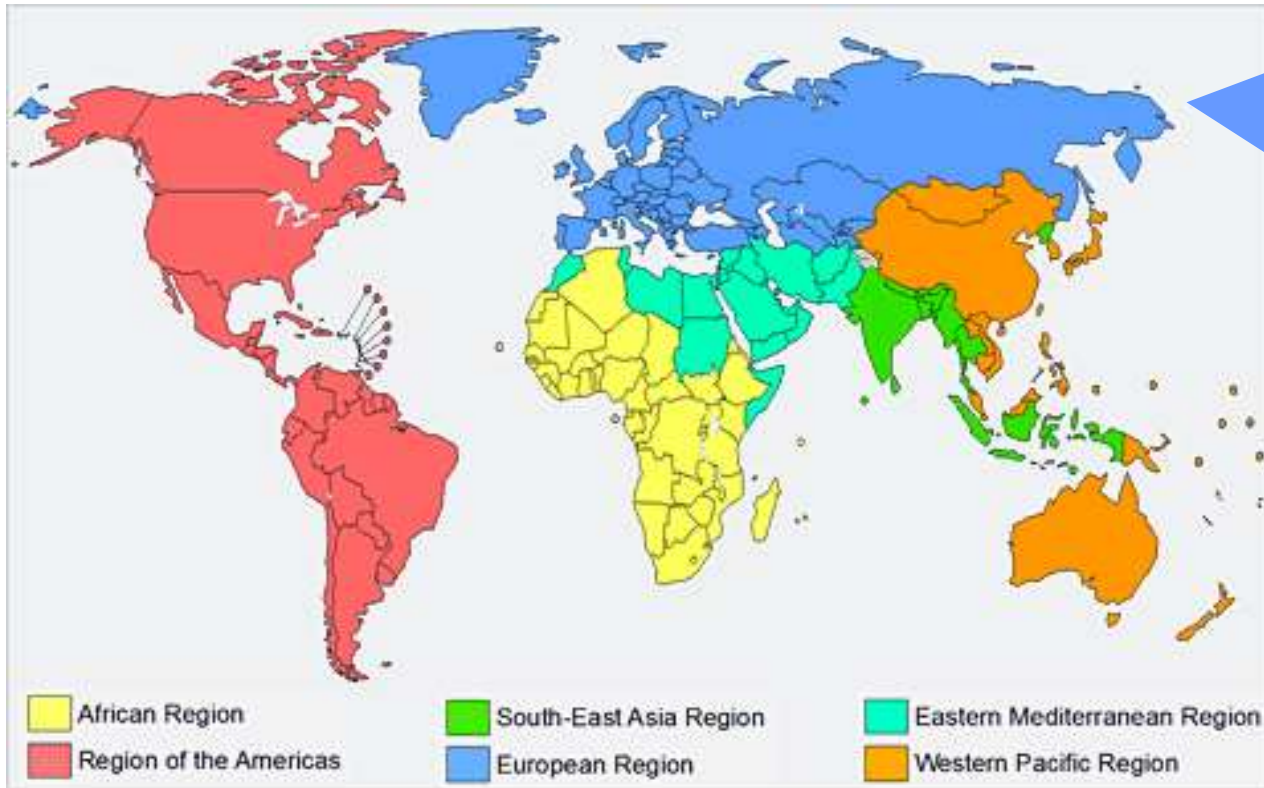 African Region
South-East Asia Region
Eastern Mediterranean Region
Region of the Americas
European Region
Western Pacific Region